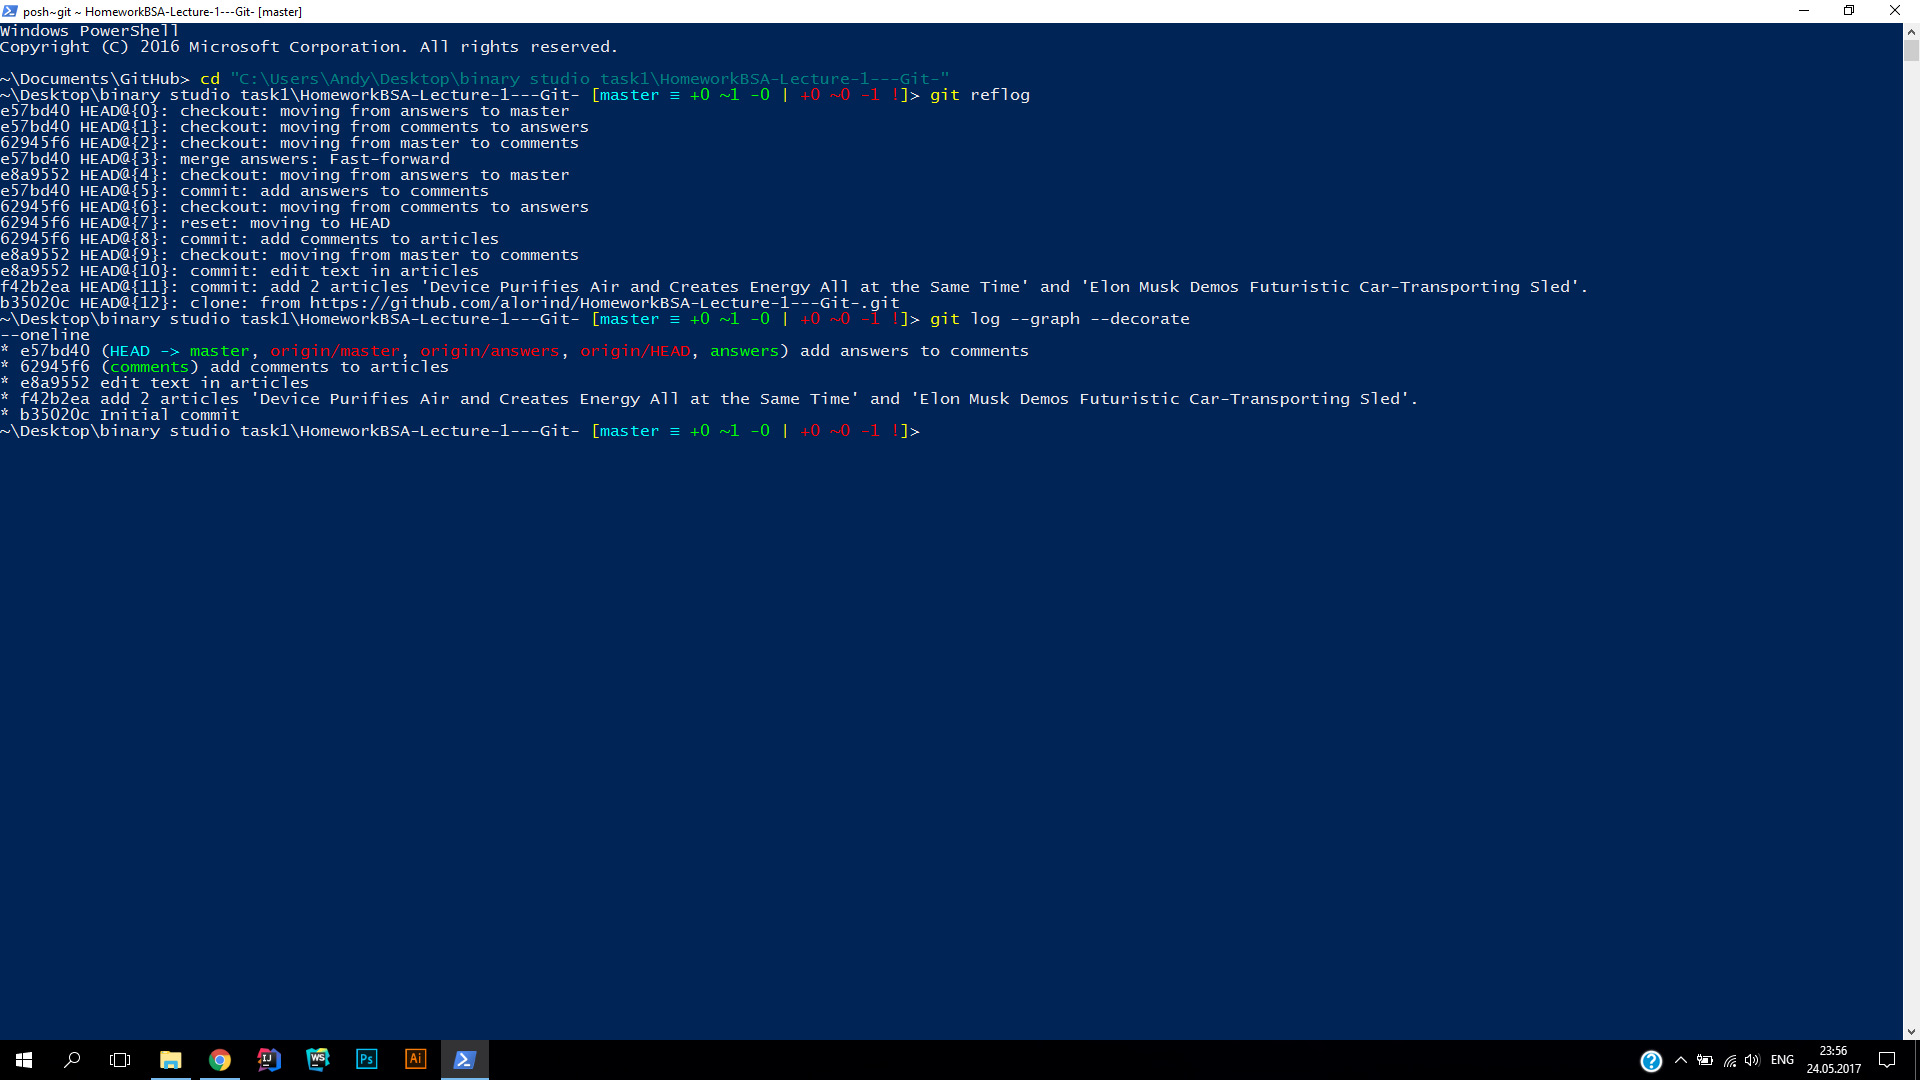 posh~git ~ HomeworkBSA-Lecture-1---Git- [master]
Windows PowerShell
Copyright (C) 2016 Microsoft Corporation. All rights reserved.
~\Documents\GitHub> cd "C:\Users\Andy\Desktop\binary studio task1\HomeworkBSA-Lecture-1---Git-"
~\Desktop\binary studio task1\HomeworkBSA-Lecture-1---Git- [master ≡ +0 ~1 -0 | +0 ~0 -1 !]> git reflog
e57bd40 HEAD@{0}: checkout: moving from answers to master
e57bd40 HEAD@{1}: checkout: moving from comments to answers
62945f6 HEAD@{2}: checkout: moving from master to comments
e57bd40 HEAD@{3}: merge answers: Fast-forward
e8a9552 HEAD@{4}: checkout: moving from answers to master
e57bd40 HEAD@{5}: commit: add answers to comments
62945f6 HEAD@{6}: checkout: moving from comments to answers
62945f6 HEAD@{7}: reset: moving to HEAD
62945f6 HEAD@{8}: commit: add comments to articles
e8a9552 HEAD@{9}: checkout: moving from master to comments
e8a9552 HEAD@{10}: commit: edit text in articles
f42b2ea HEAD@{11}: commit: add 2 articles 'Device Purifies Air and Creates Energy All at the Same Time' and 'Elon Musk Demos Futuristic Car-Transporting Sled'.
b35020c HEAD@{12}: clone: from https://github.com/alorind/HomeworkBSA-Lecture-1---Git-.git
~\Desktop\binary studio task1\HomeworkBSA-Lecture-1---Git- [master ≡ +0 ~1 -0 | +0 ~0 -1 !]> git log --graph --decorate
--oneline
* e57bd40 (HEAD -> master, origin/master, origin/answers, origin/HEAD, answers) add answers to comments
* 62945f6 (comments) add comments to articles
* e8a9552 edit text in articles
* f42b2ea add 2 articles 'Device Purifies Air and Creates Energy All at the Same Time' and 'Elon Musk Demos Futuristic Car-Transporting Sled'.
* b35020c Initial commit
~\Desktop\binary studio task1\HomeworkBSA-Lecture-1---Git- [master ≡ +0 ~1 -0 | +0 ~0 -1 !]>
IJ
WS
Ps
Ai
ENG
23:56
24.05.2017